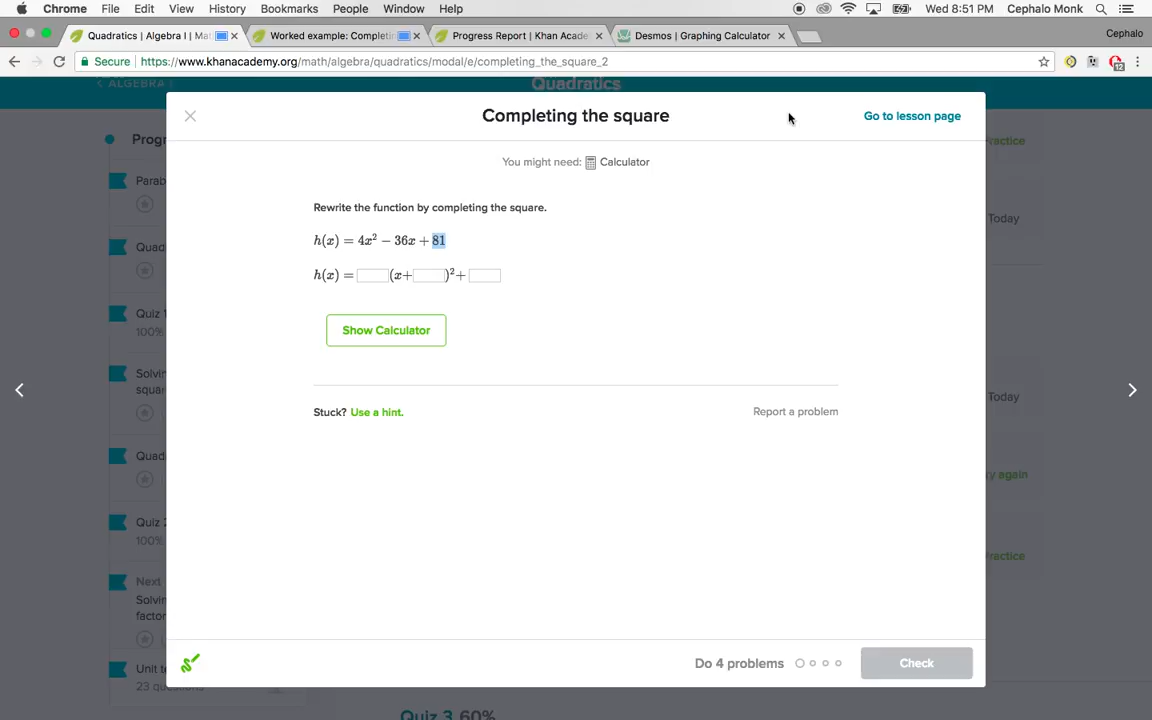 Chrome File Edit View History Bookmarks People Window Help Wed 8:51 PM Cephalo Monk
Quadratics | Algebra I | Mat Worked example: Completin Progress Report | Khan Acade Desmos | Graphing Calculator Cephalo
Secure https://www.khanacademy.org/math/algebra/quadratics/modal/e/completing_the_square_2
ALGEBRA I
Quadratics
Completing the square
Go to lesson page
You might need: Calculator
Rewrite the function by completing the square.
h(x) = 4x² − 36x + 81
h(x) = (x+ )²+
Show Calculator
Stuck? Use a hint.
Report a problem
Do 4 problems
Check
Progr
Parab
Quad
Quiz 1
100%
Solvin
squar
Quad
Quiz 2
100%
Next
Solvin
factor
Unit te
23 questions
Practice
Today
Today
ry again
Practice
Quiz 3 60%